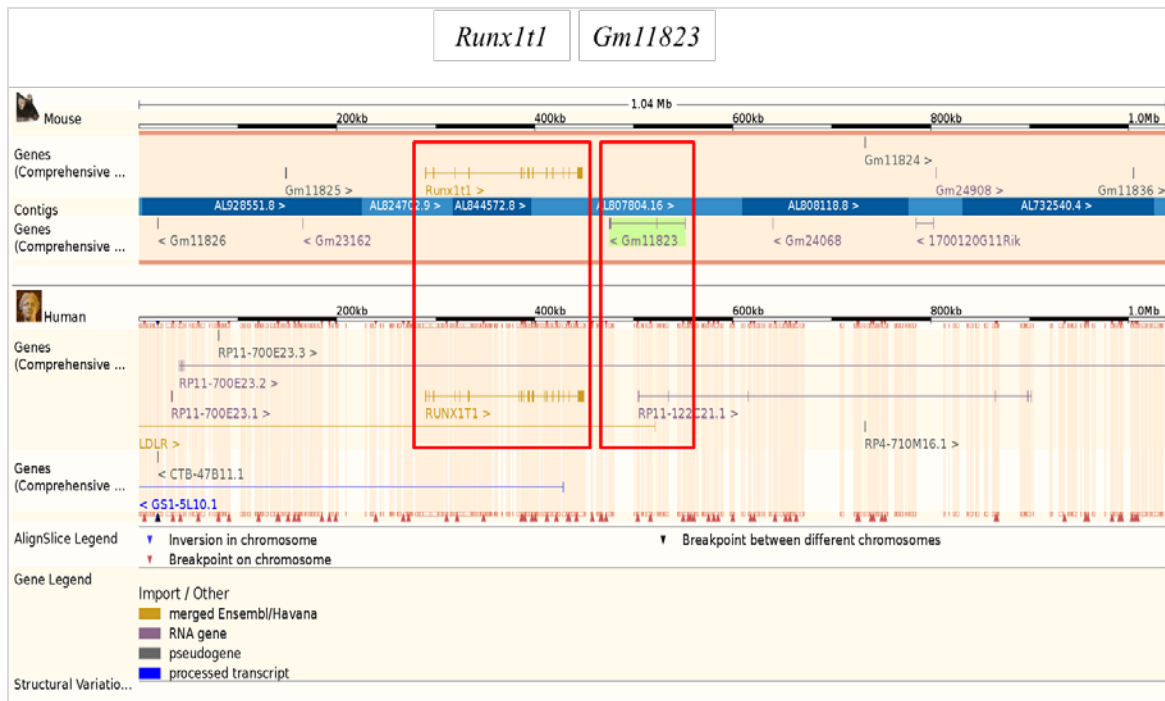 Runx1t1 Gm11823
1.04 Mb
Mouse
200kb 400kb 600kb 800kb 1.0Mb
Genes
(Comprehensive ...
Gm11824 >
Gm11825 > Runx1t1 > Gm24908 > Gm11836 >
Contigs AL928551.8 > AL824702.9 > AL844572.8 > AL807804.16 > AL808118.8 > AL732540.4 >
Genes
(Comprehensive ...
< Gm11826 < Gm23162 < Gm11823 < Gm24068 < 1700120G11Rik
Human
200kb 400kb 600kb 800kb 1.0Mb
Genes
(Comprehensive ...
RP11-700E23.3 >
RP11-700E23.2 >
RP11-700E23.1 > RUNX1T1 > RP11-122C21.1 >
LDLR > RP4-710M16.1 >
Genes
(Comprehensive ...
< CTB-47B11.1
< GS1-5L10.1
AlignSlice Legend Inversion in chromosome Breakpoint between different chromosomes
Breakpoint on chromosome
Gene Legend
Import / Other
merged Ensembl/Havana
RNA gene
pseudogene
processed transcript
Structural Variatio...